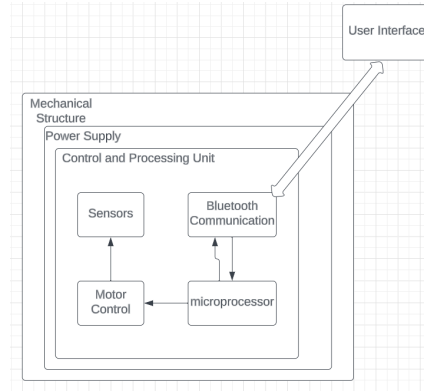 User Interface
Mechanical
Structure
Power Supply
Control and Processing Unit
Sensors
Bluetooth
Communication
Motor
Control
microprocessor